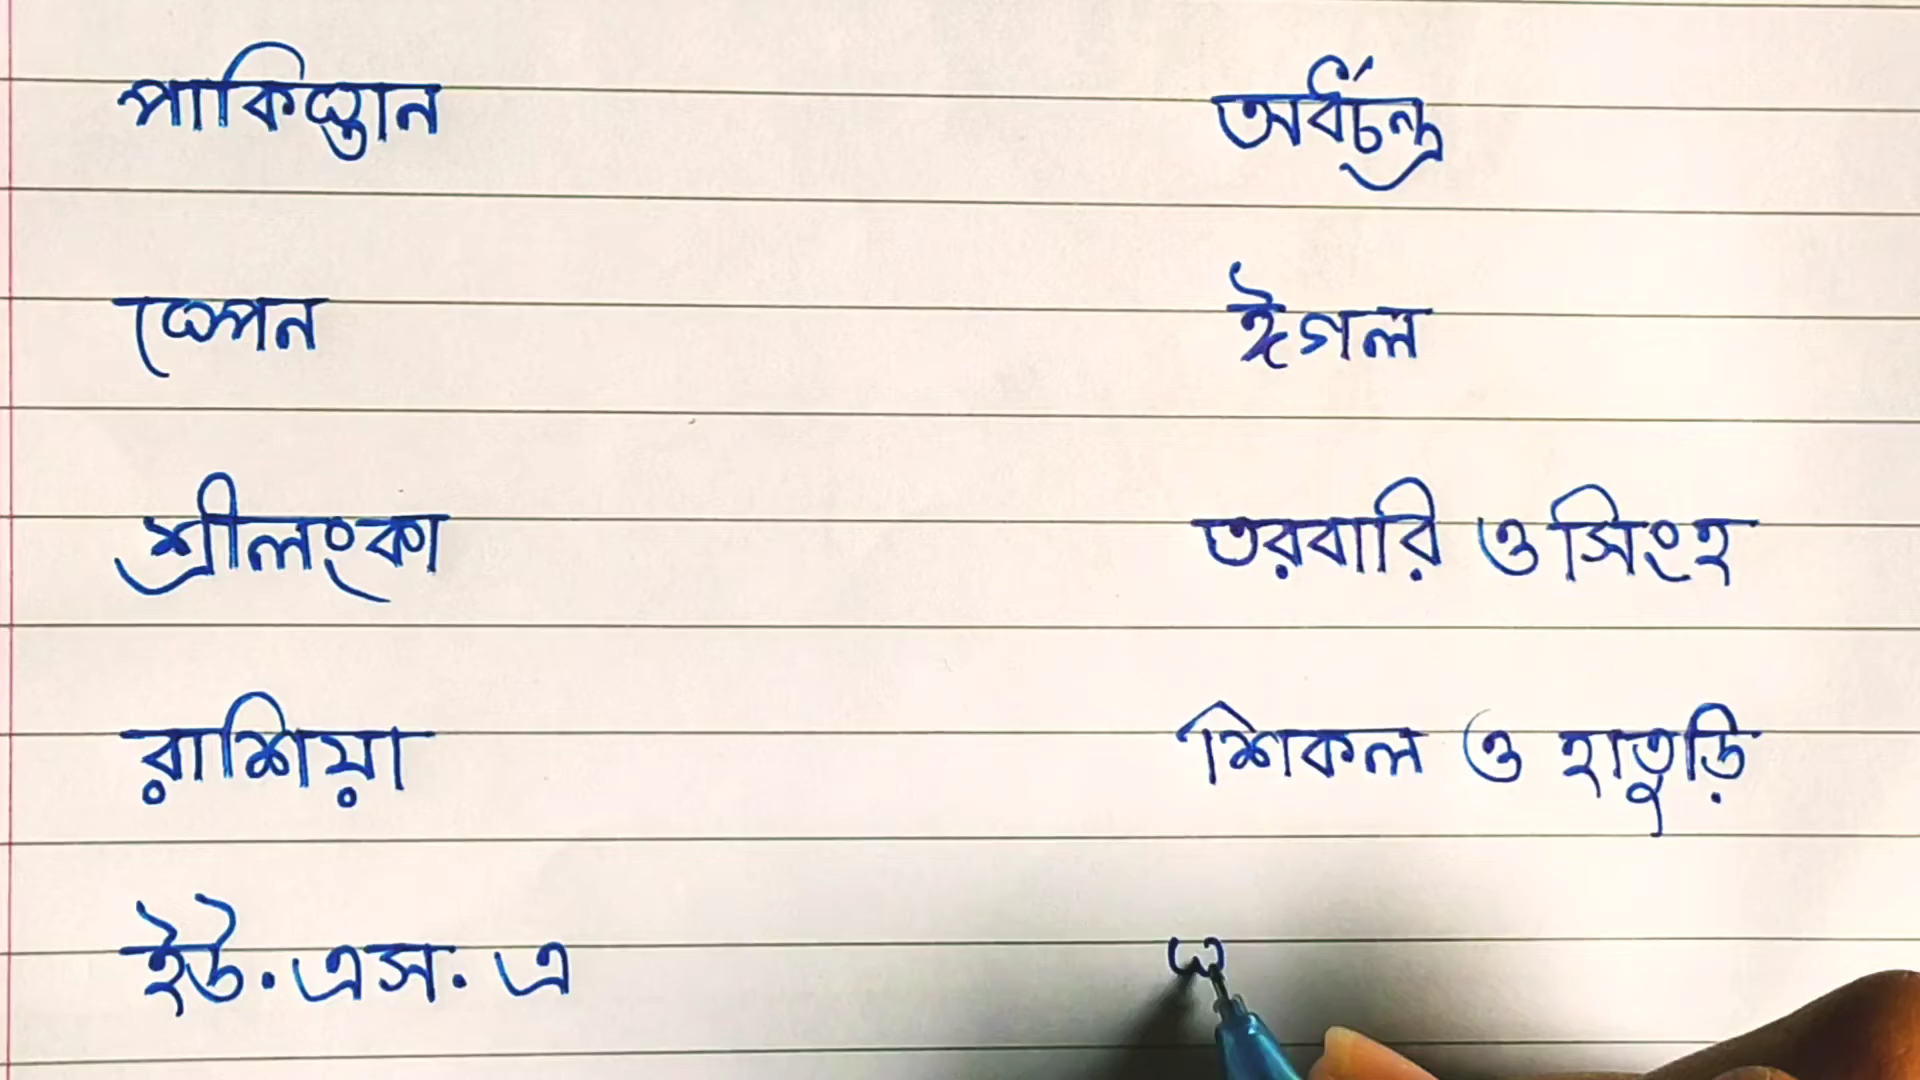 পাকিস্তান অর্ধচন্দ্র
স্পেন ঈগল
শ্রীলংকা তরবারি ও সিংহ
রাশিয়া শিকল ও হাতুড়ি
ইউ. এস. এ